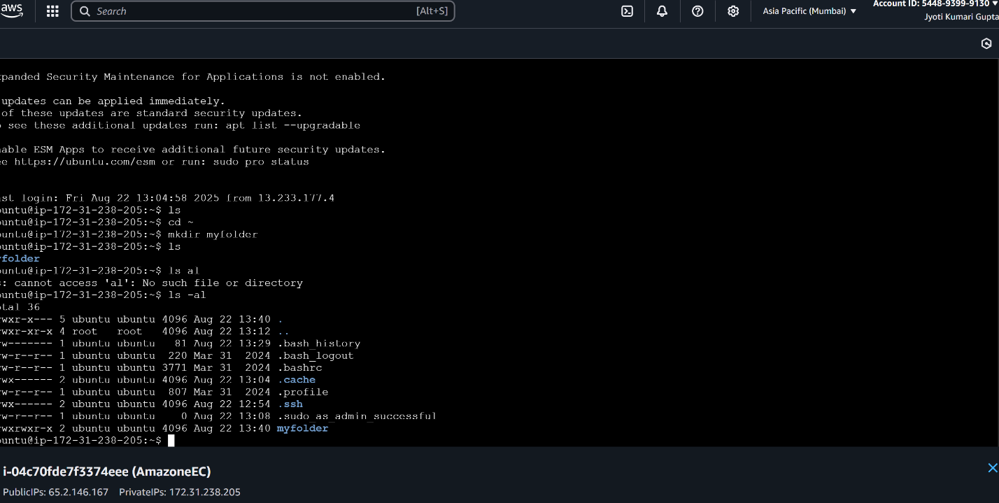 aws
Search [Alt+S]
Asia Pacific (Mumbai)
Account ID: 5448-9399-9130
Jyoti Kumari Gupta
panded Security Maintenance for Applications is not enabled.
updates can be applied immediately.
of these updates are standard security updates.
see these additional updates run: apt list --upgradable
able ESM Apps to receive additional future security updates.
e https://ubuntu.com/esm or run: sudo pro status
st login: Fri Aug 22 13:04:58 2025 from 13.233.177.4
untu@ip-172-31-238-205:~$ ls
untu@ip-172-31-238-205:~$ cd ~
untu@ip-172-31-238-205:~$ mkdir myfolder
untu@ip-172-31-238-205:~$ ls
folder
untu@ip-172-31-238-205:~$ ls al
: cannot access 'al': No such file or directory
untu@ip-172-31-238-205:~$ ls -al
tal 36
rwxr-x--- 5 ubuntu ubuntu 4096 Aug 22 13:40 .
rwxr-xr-x 4 root   root   4096 Aug 22 13:12 ..
rw------- 1 ubuntu ubuntu   81 Aug 22 13:29 .bash_history
rw-r--r-- 1 ubuntu ubuntu  220 Mar 31  2024 .bash_logout
rw-r--r-- 1 ubuntu ubuntu 3771 Mar 31  2024 .bashrc
rwx------ 2 ubuntu ubuntu 4096 Aug 22 13:04 .cache
rw-r--r-- 1 ubuntu ubuntu  807 Mar 31  2024 .profile
rwx------ 2 ubuntu ubuntu 4096 Aug 22 12:54 .ssh
rw-r--r-- 1 ubuntu ubuntu    0 Aug 22 13:08 .sudo_as_admin_successful
rwxrwxr-x 2 ubuntu ubuntu 4096 Aug 22 13:40 myfolder
untu@ip-172-31-238-205:~$
i-04c70fde7f3374eee (AmazoneEC)
PublicIPs: 65.2.146.167 PrivateIPs: 172.31.238.205